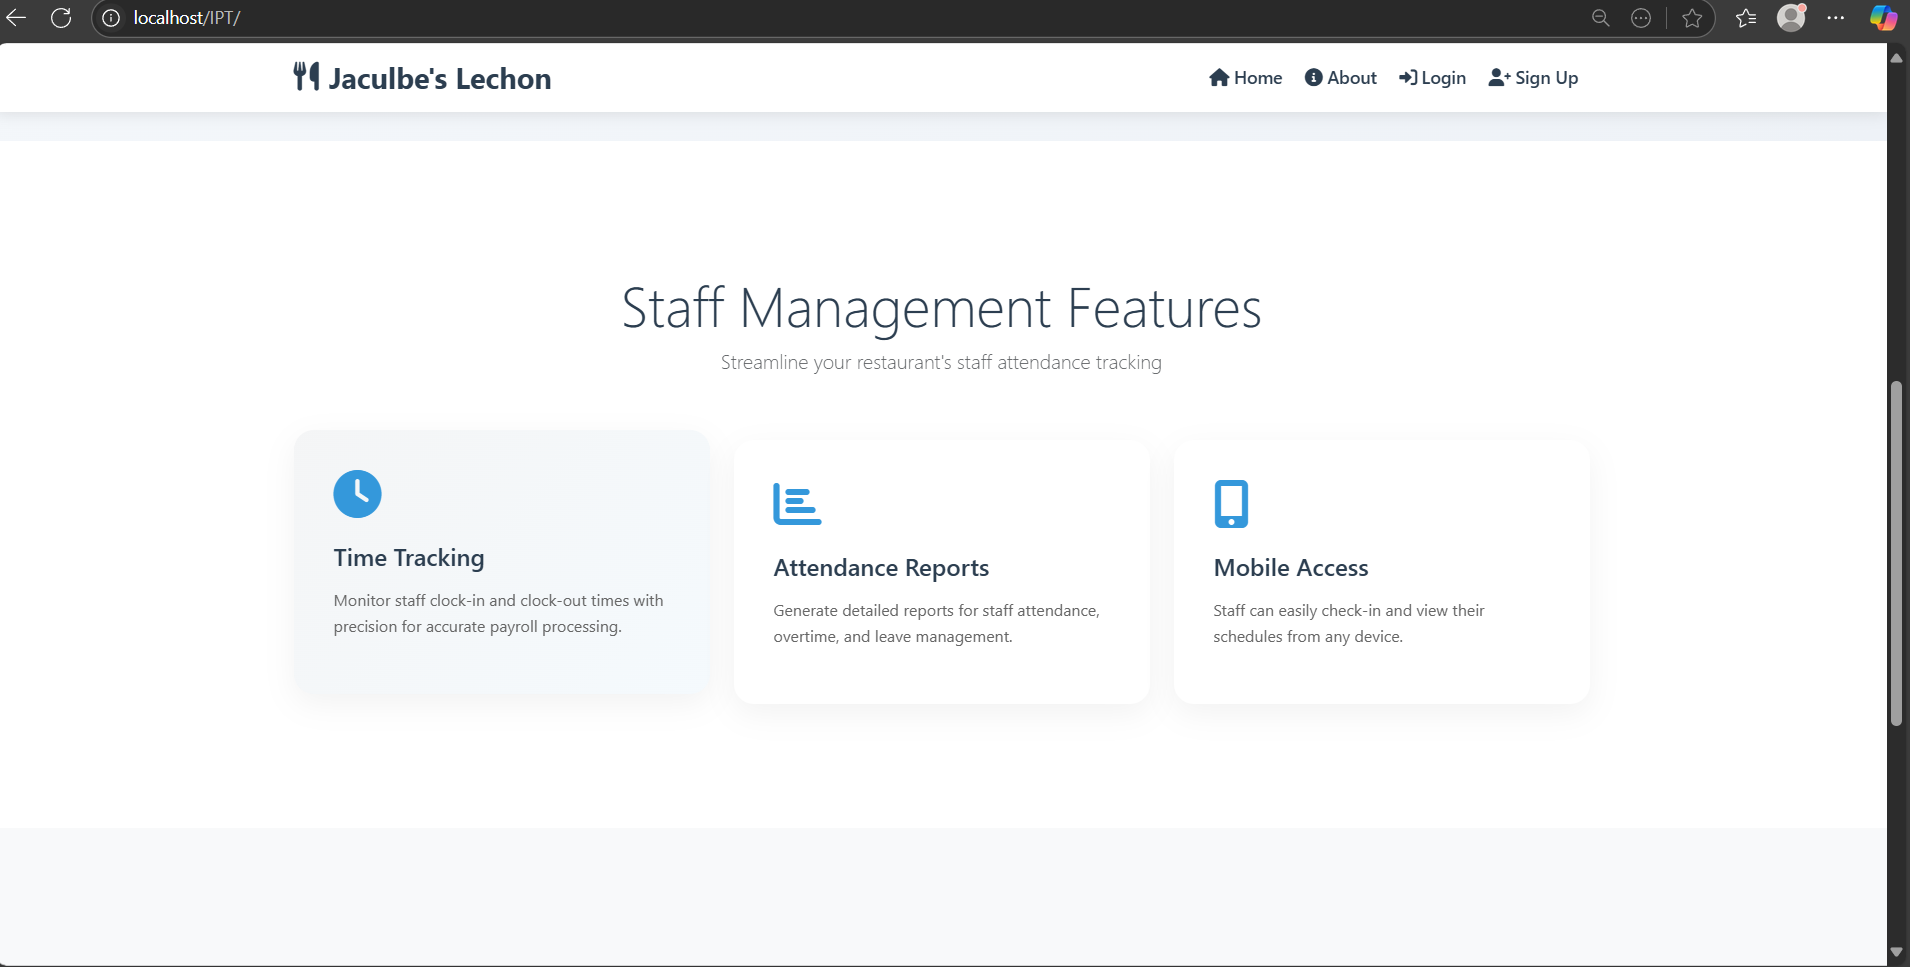 localhost/IPT/
Jaculbe's Lechon
Home
About
Login
Sign Up
Staff Management Features
Streamline your restaurant's staff attendance tracking
Time Tracking
Monitor staff clock-in and clock-out times with
precision for accurate payroll processing.
Attendance Reports
Generate detailed reports for staff attendance,
overtime, and leave management.
Mobile Access
Staff can easily check-in and view their
schedules from any device.